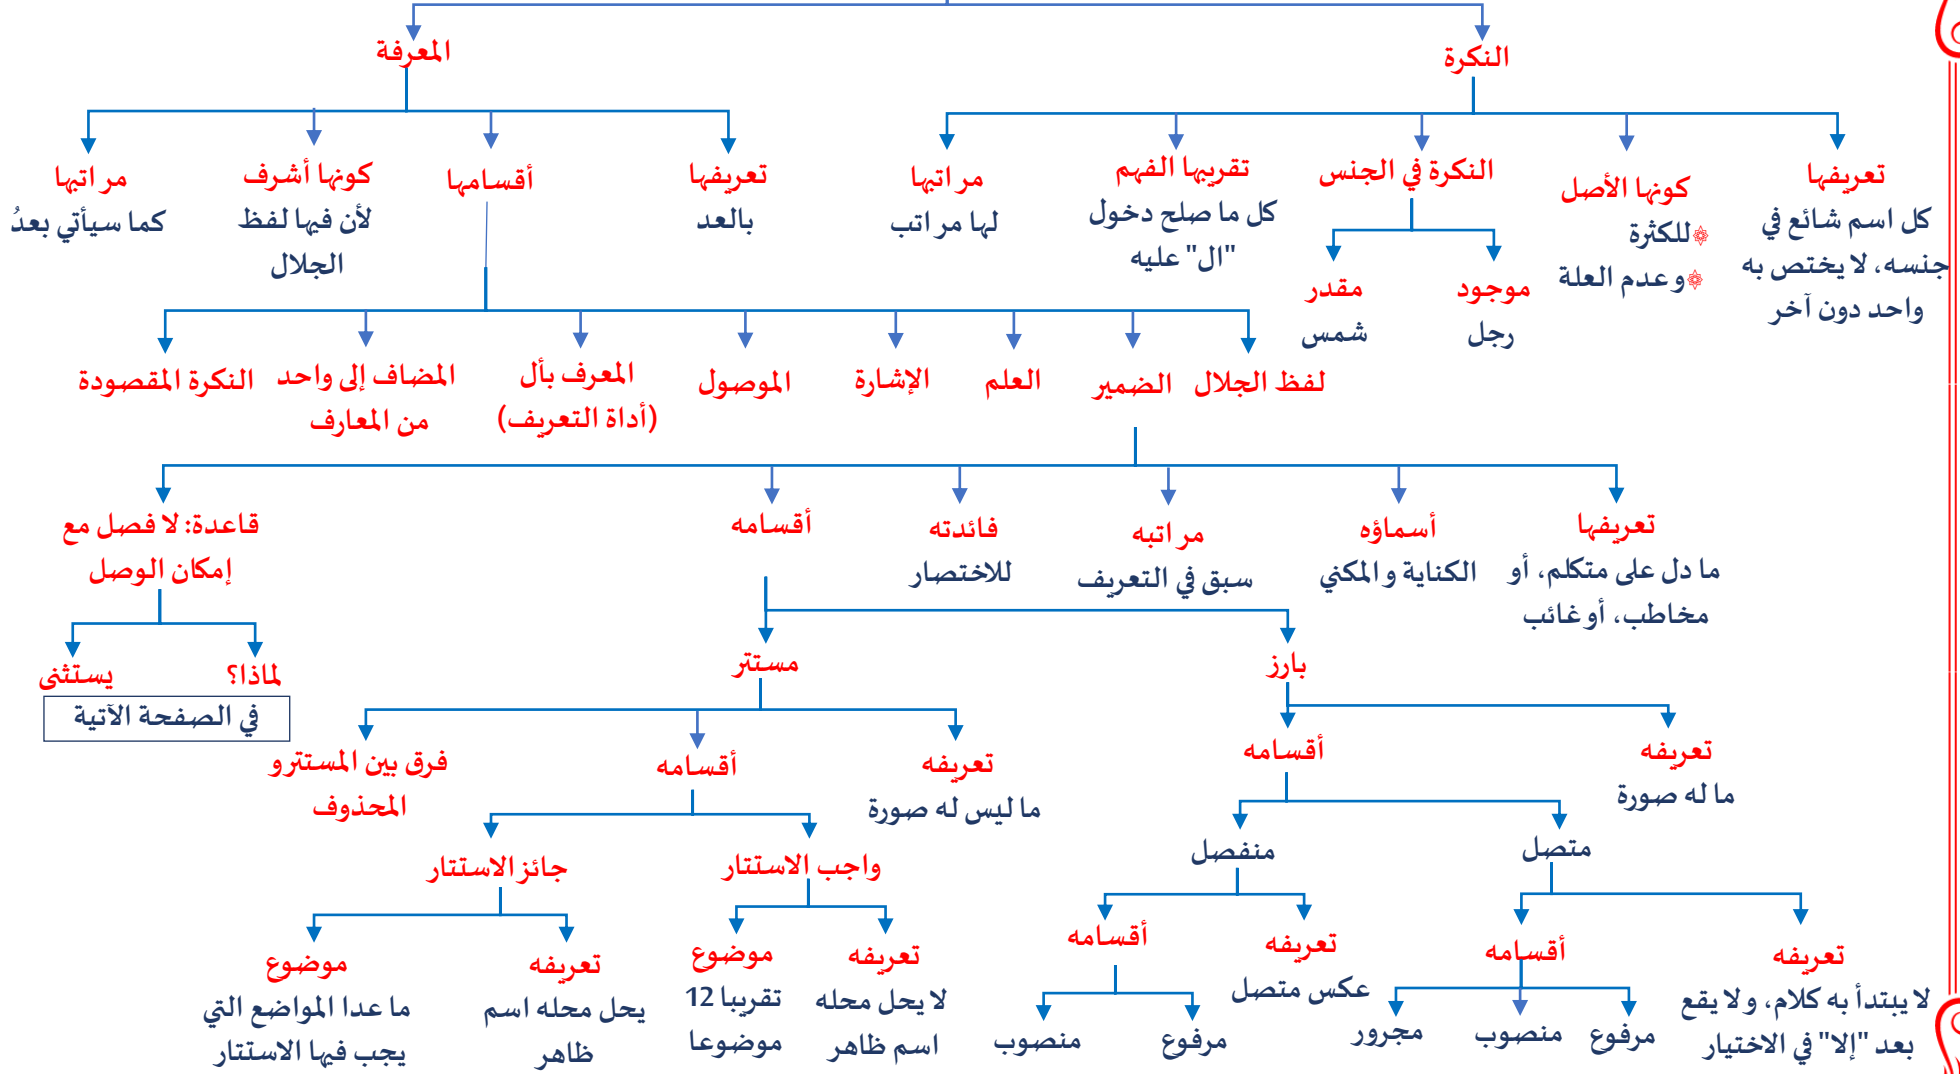 النكرة
المعرفة
تعريفها
كل اسم شائع في
جنسه، لا يختص به
واحد دون آخر
كونها الأصل
للكثرة
وعدم العلة
النكرة في الجنس
موجود
رجل
مقدر
شمس
تقريبها الفهم
كل ما صلح دخول
"ال" عليه
مراتبها
لها مراتب
تعريفها
بالعد
أقسامها
كونها أشرف
لأن فيها لفظ
الجلال
مراتبها
كما سيأتي بعدُ
لفظ الجلال
الضمير
العلم
الإشارة
الموصول
المعرف بأل
(أداة التعريف)
المضاف إلى واحد
من المعارف
النكرة المقصودة
تعريفها
ما دل على متكلم، أو
مخاطب، أو غائب
أسماؤه
الكناية والمكني
مراتبه
سبق في التعريف
فائدته
للاختصار
أقسامه
قاعدة: لا فصل مع
إمكان الوصل
لماذا؟
يستثنى
في الصفحة الآتية
بارز
مستتر
تعريفه
ما له صورة
أقسامه
تعريفه
ما ليس له صورة
أقسامه
فرق بين المستترو
المحذوف
متصل
منفصل
واجب الاستتار
جائز الاستتار
تعريفه
لا يبتدأ به كلام، ولا يقع
بعد "إلا" في الاختيار
أقسامه
مرفوع
منصوب
مجرور
تعريفه
عكس متصل
أقسامه
مرفوع
منصوب
تعريفه
لا يحل محله
اسم ظاهر
موضوع
تقريبا 12
موضوعا
تعريفه
يحل محله اسم
ظاهر
موضوع
ما عدا المواضع التي
يجب فيها الاستتار